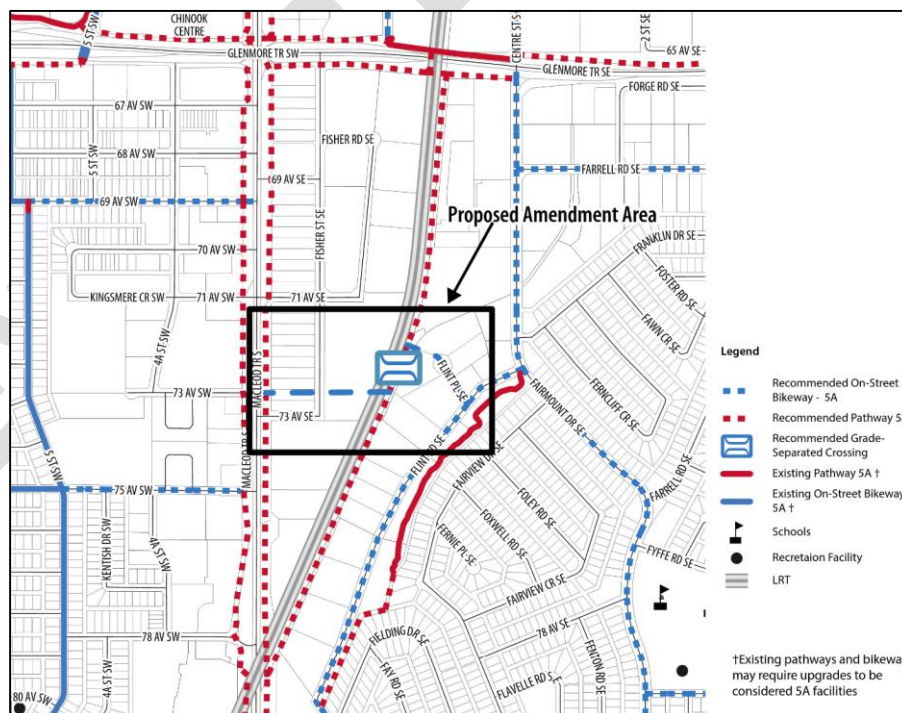 CHINOOK
CENTRE
5 ST SW
GLENMORE TR SW
CENTRE ST S
2 ST SE
65 AV SE
GLENMORE TR SE
FORGE RD SE
67 AV SW
68 AV SW
5 ST SW
FISHER RD SE
69 AV SE
FARRELL RD SE
69 AV SW
FISHER ST SE
Proposed Amendment Area
FRANKLIN DR SE
70 AV SW
FOSTER RD SE
KINGSMERE CR SW
71 AV SW
71 AV SE
FAWN CR SE
4A ST SW
MACLEOD TR S
FLINT PL SE
FERNCLIFF CR SE
73 AV SW
73 AV SE
FAIRMOUNT DR SE
5 ST SW
MACLEOD TR S
FLINT RD SE
FAIRVIEW DR SE
FARRELL RD SE
75 AV SW
FOLEY RD SE
KENTISH DR SW
4A ST SW
FOXWELL RD SE
FERNIE PL SE
FYFFE RD SE
FAIRVIEW CR SE
78 AV SW
78 AV SE
FIELDING DR SE
FENTON RD SE
4A ST SW
FAY RD SE
FLAVELLE RD SE
80 AV SW
Legend
Recommended On-Street
Bikeway - 5A
Recommended Pathway 5
Recommended Grade-
Separated Crossing
Existing Pathway 5A †
Existing On-Street Bikeway
5A †
Schools
Recretaion Facility
LRT
†Existing pathways and bikeway
may require upgrades to be
considered 5A facilities